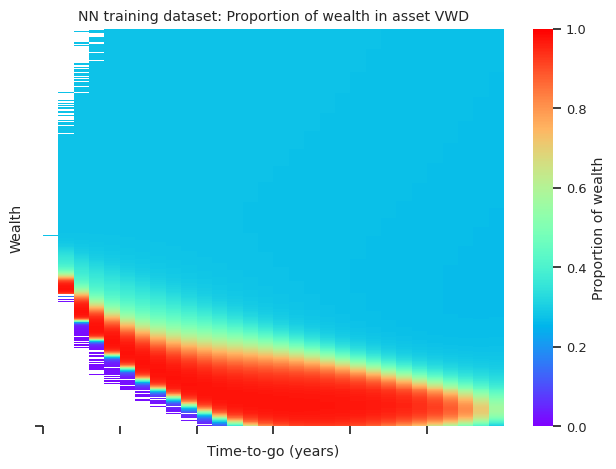 NN training dataset: Proportion of wealth in asset VWD
Wealth
Time-to-go (years)
1.0
0.8
0.6
0.4
0.2
0.0
Proportion of wealth